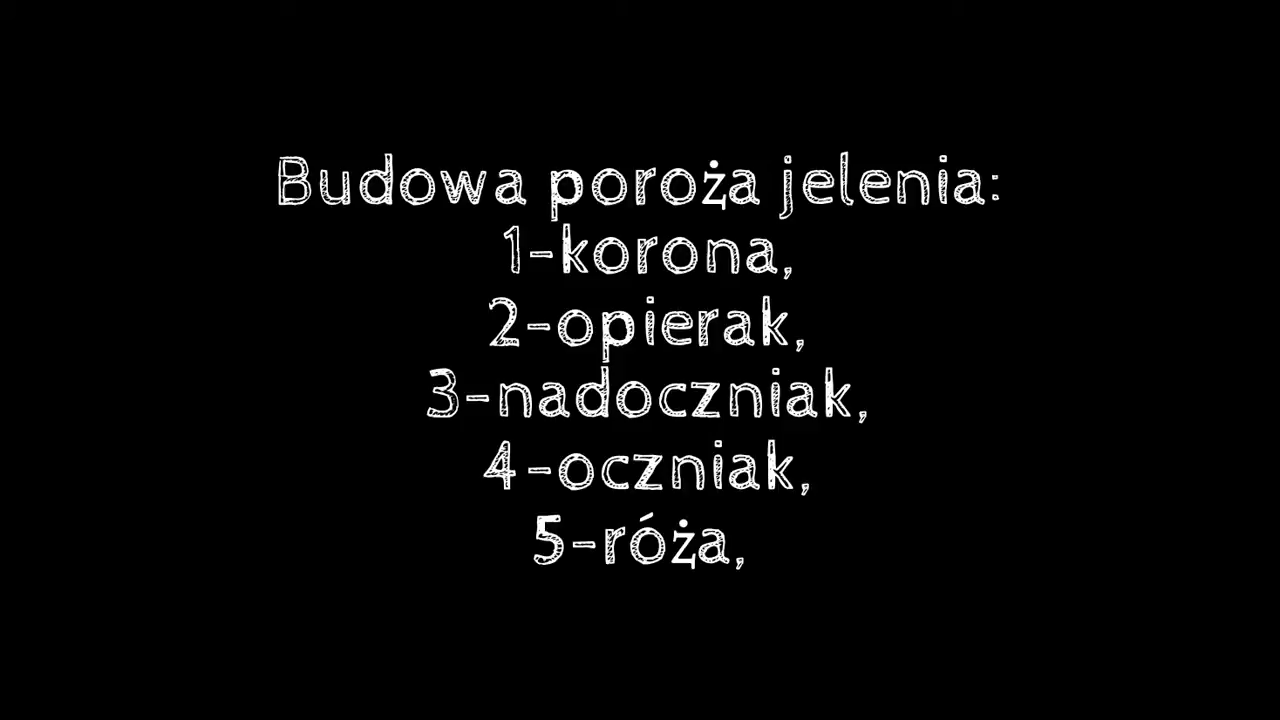 Budowa poroża jelenia:
1-korona,
2-opierak,
3-nadoczniak,
4-oczniak,
5-róża,